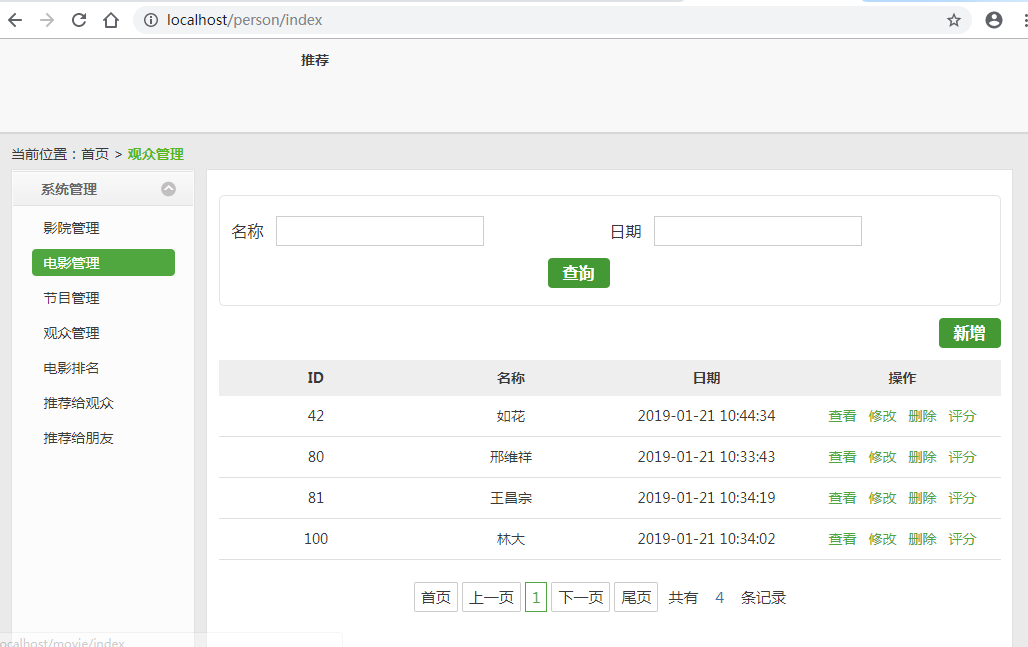 localhost/person/index
推荐
当前位置：首页 > 观众管理
系统管理
影院管理
电影管理
节目管理
观众管理
电影排名
推荐给观众
推荐给朋友
名称 日期
查询
新增
ID 名称 日期 操作
42 如花 2019-01-21 10:44:34 查看 修改 删除 评分
80 邢维祥 2019-01-21 10:33:43 查看 修改 删除 评分
81 王昌宗 2019-01-21 10:34:19 查看 修改 删除 评分
100 林大 2019-01-21 10:34:02 查看 修改 删除 评分
首页 上一页 1 下一页 尾页 共有 4 条记录
ocalhost/movie/index